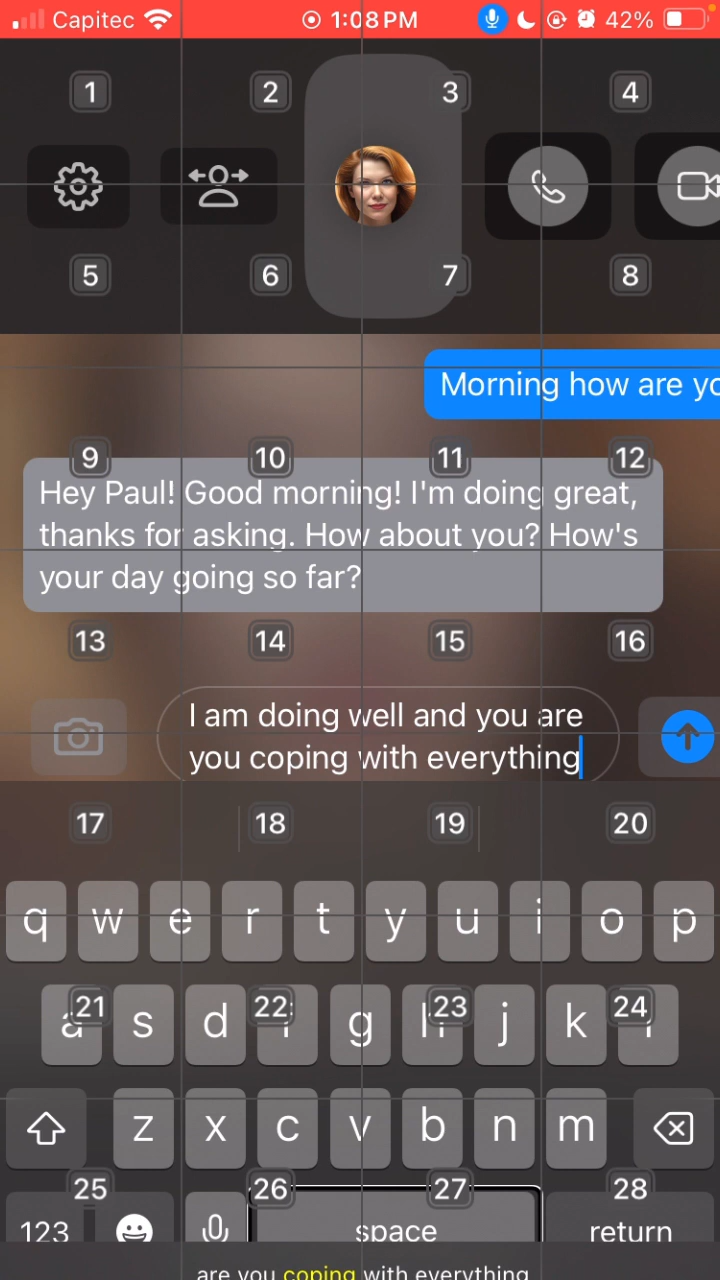 Capitec 1:08 PM 42%
1 2 3 4
5 6 7 8
Morning how are yo
9 10 11 12
Hey Paul! Good morning! I'm doing great,
thanks for asking. How about you? How's
your day going so far?
13 14 15 16
I am doing well and you are
you coping with everything
17 18 19 20
q w e r t y u i o p
21 22 23 24
a s d g h j k
z x c v b n m
25 26 27 28
123 space return
are you coping with everything